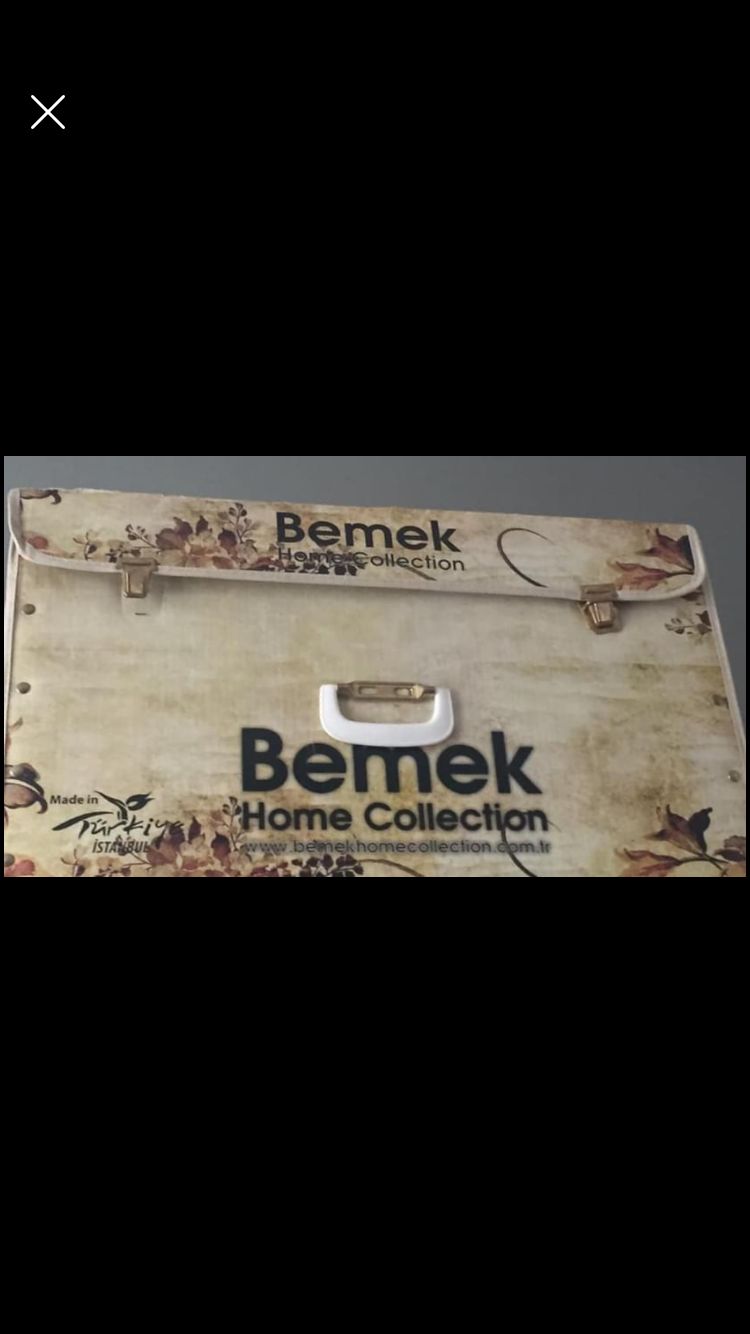 Bemek
Home Collection
Bemek
Home Collection
www.bemekhomecollection.com.tr
Made in
Türkiye
İSTANBUL